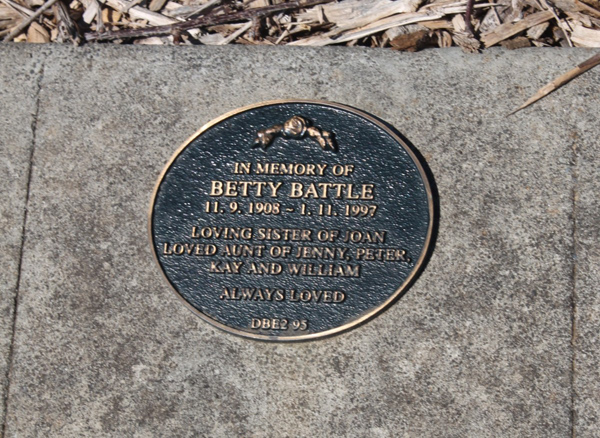 IN MEMORY OF
BETTY BATTLE
11. 9. 1908 ~ 1. 11. 1997
LOVING SISTER OF JOAN
LOVED AUNT OF JENNY, PETER,
KAY AND WILLIAM
ALWAYS LOVED
DBE2 95